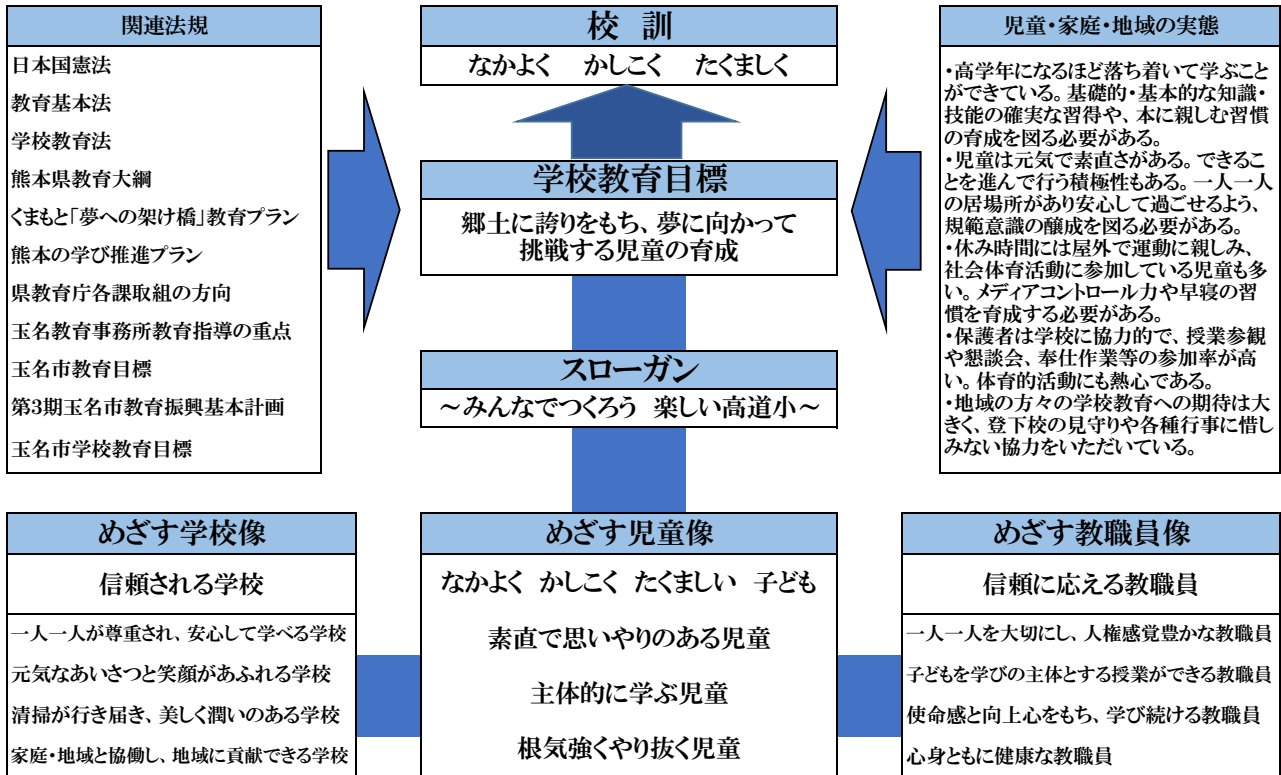 関連法規
日本国憲法
教育基本法
学校教育法
熊本県教育大綱
くまもと「夢への架け橋」教育プラン
熊本の学び推進プラン
県教育庁各課取組の方向
玉名教育事務所教育指導の重点
玉名市教育目標
第3期玉名市教育振興基本計画
玉名市学校教育目標
校 訓
なかよく かしこく たくましく
学校教育目標
郷土に誇りをもち、夢に向かって
挑戦する児童の育成
スローガン
～みんなでつくろう 楽しい高道小～
児童・家庭・地域の実態
・高学年になるほど落ち着いて学ぶこと
ができている。基礎的・基本的な知識・
技能の確実な習得や、本に親しむ習慣
の育成を図る必要がある。
・児童は元気で素直さがある。できるこ
とを進んで行う積極性もある。一人一人
の居場所があり安心して過ごせるよう、
規範意識の醸成を図る必要がある。
・休み時間には屋外で運動に親しみ、
社会体育活動に参加している児童も多
い。メディアコントロール力や早寝の習
慣を育成する必要がある。
・保護者は学校に協力的で、授業参観
や懇談会、奉仕作業等の参加率が高
い。体育的活動にも熱心である。
・地域の方々の学校教育への期待は大
きく、登下校の見守りや各種行事に惜し
みない協力をいただいている。
めざす学校像
信頼される学校
一人一人が尊重され、安心して学べる学校
元気なあいさつと笑顔があふれる学校
清掃が行き届き、美しく潤いのある学校
家庭・地域と協働し、地域に貢献できる学校
めざす児童像
なかよく かしこく たくましい 子ども
素直で思いやりのある児童
主体的に学ぶ児童
根気強くやり抜く児童
めざす教職員像
信頼に応える教職員
一人一人を大切にし、人権感覚豊かな教職員
子どもを学びの主体とする授業ができる教職員
使命感と向上心をもち、学び続ける教職員
心身ともに健康な教職員